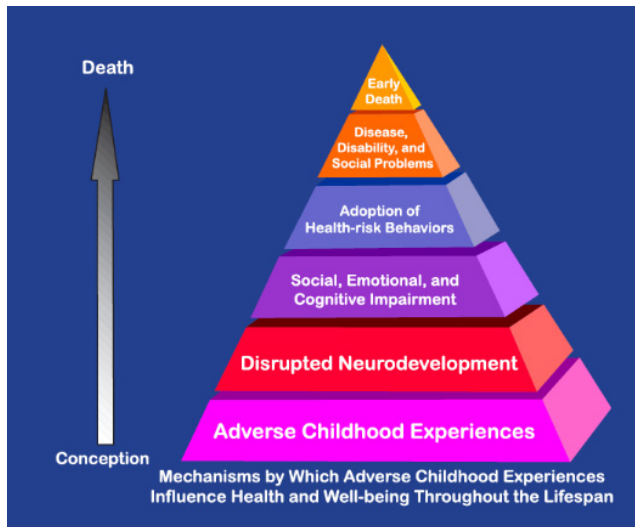 Death
Early
Death
Disease,
Disability, and
Social Problems
Adoption of
Health-risk Behaviors
Social, Emotional, and
Cognitive Impairment
Disrupted Neurodevelopment
Adverse Childhood Experiences
Conception
Mechanisms by Which Adverse Childhood Experiences
Influence Health and Well-being Throughout the Lifespan